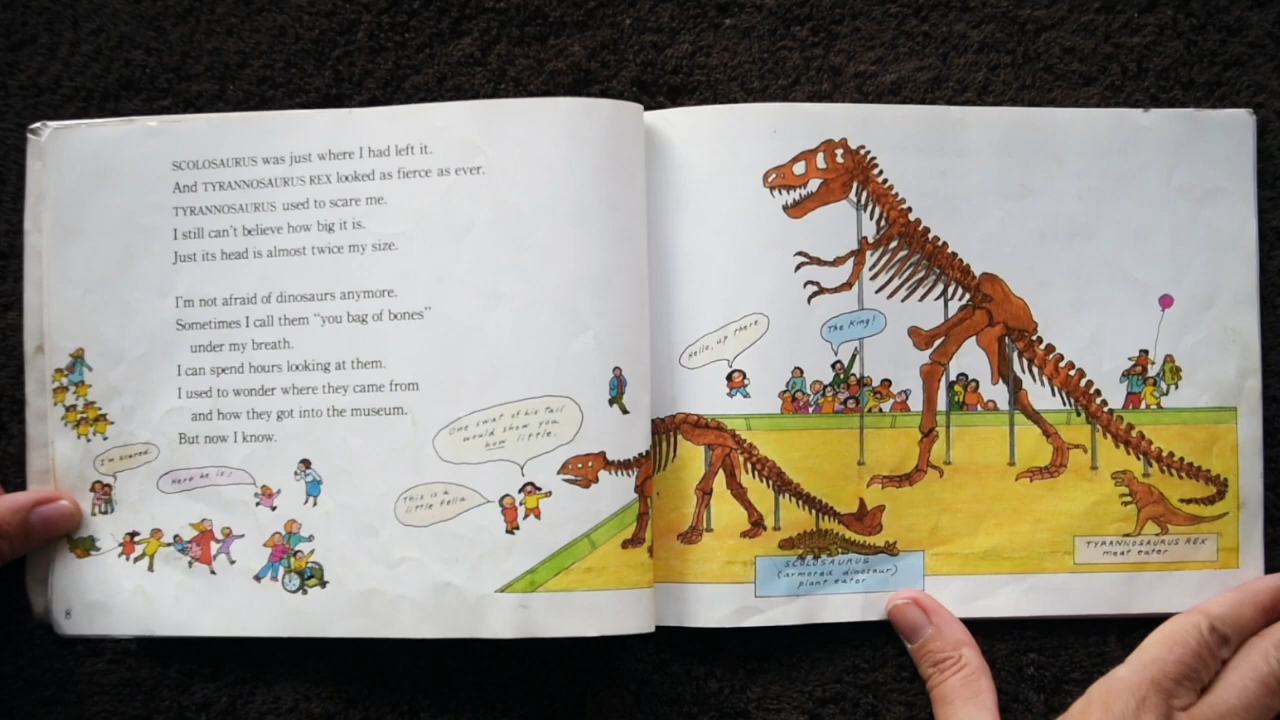 SCOLOSAURUS was just where I had left it.
And TYRANNOSAURUS REX looked as fierce as ever.
TYRANNOSAURUS used to scare me.
I still can't believe how big it is.
Just its head is almost twice my size.
I'm not afraid of dinosaurs anymore.
Sometimes I call them "you bag of bones"
under my breath.
I can spend hours looking at them.
I used to wonder where they came from
and how they got into the museum.
But now I know.
I'm scared.
Here he is!
One swat of his tail
would show you
how little.
This is a
little fella
8
Hello, up there
The King!
SCOLOSAURUS
(armored dinosaur)
plant eater
TYRANNOSAURUS REX
meat eater